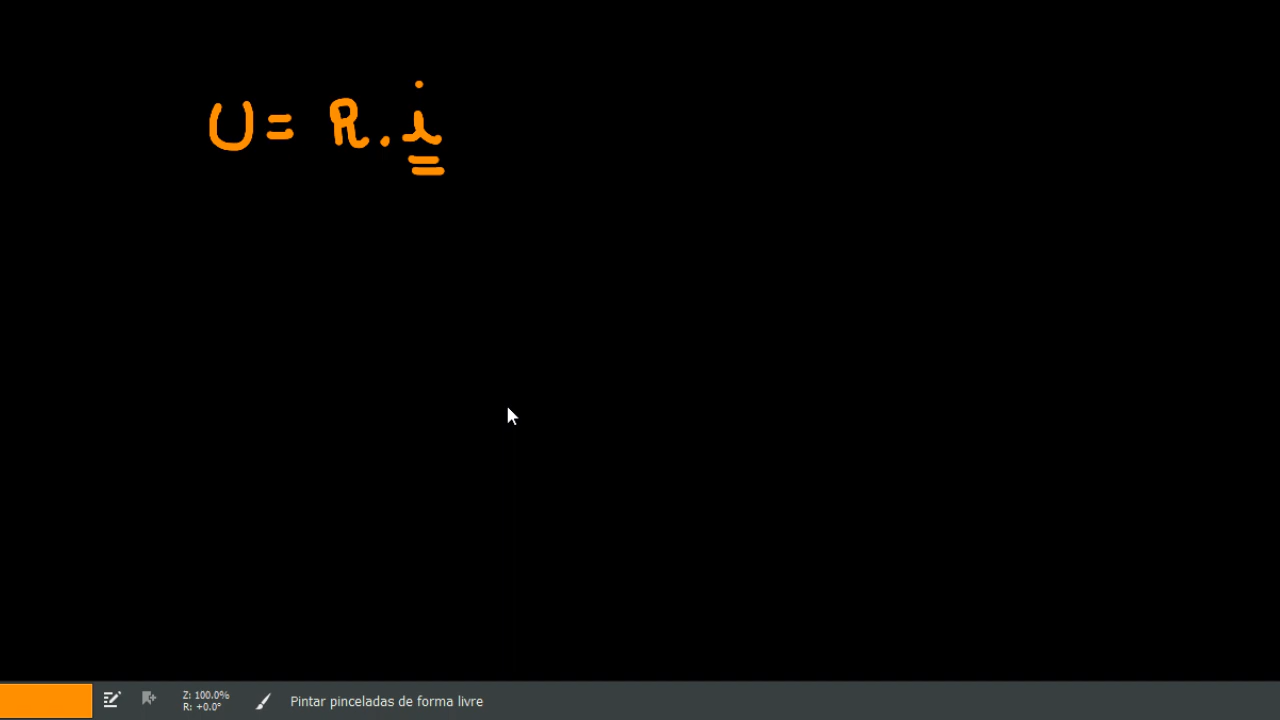 U = R . i
Z: 100.0%
R: +0.0°
Pintar pinceladas de forma livre